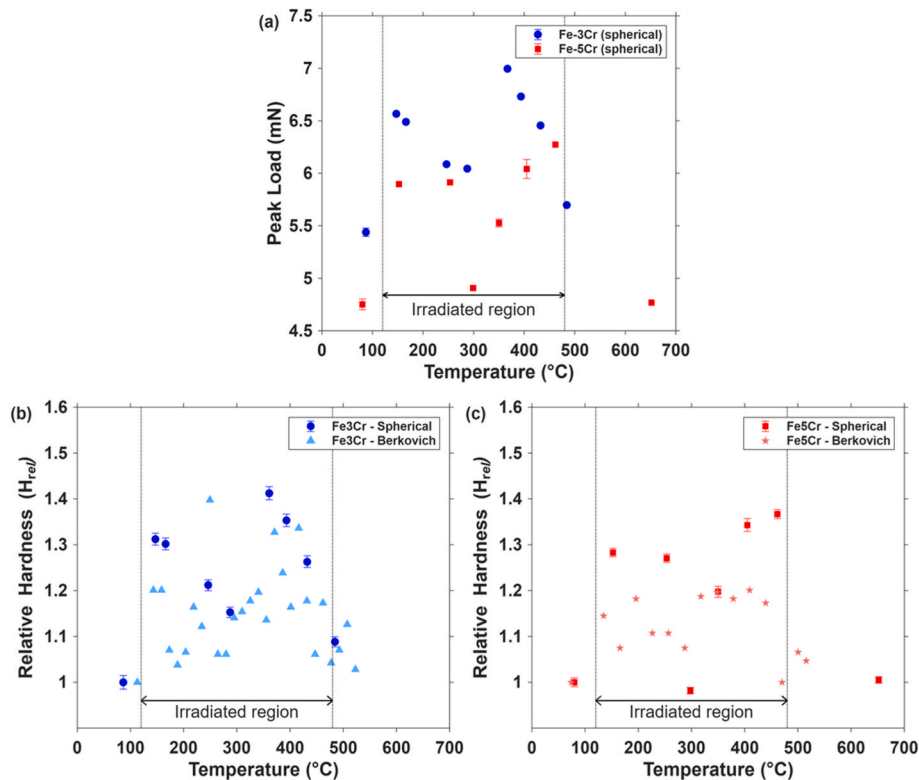 (a)
Fe-3Cr (spherical)
Fe-5Cr (spherical)
Peak Load (mN)
7.5
7
6.5
6
5.5
5
4.5
Irradiated region
0 100 200 300 400 500 600 700
Temperature (°C)
(b)
Fe3Cr - Spherical
Fe3Cr - Berkovich
Relative Hardness (Hrel)
1.6
1.5
1.4
1.3
1.2
1.1
1
0.9
Irradiated region
0 100 200 300 400 500 600 700
Temperature (°C)
(c)
Fe5Cr - Spherical
Fe5Cr - Berkovich
Relative Hardness (Hrel)
1.6
1.5
1.4
1.3
1.2
1.1
1
0.9
Irradiated region
0 100 200 300 400 500 600 700
Temperature (°C)